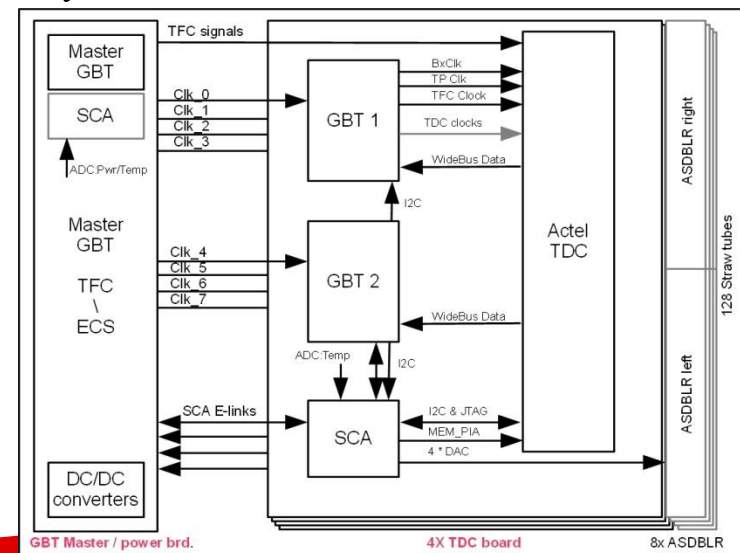 TFC signals
Master
GBT
SCA
ADC:Pwr/Temp
Clk_0
Clk_1
Clk_2
Clk_3
Master
GBT
TFC
\
ECS
Clk_4
Clk_5
Clk_6
Clk_7
SCA E-links
DC/DC
converters
GBT Master / power brd.
GBT 1
BxClk
TP Clk
TFC Clock
TDC clocks
WideBus Data
I2C
GBT 2
WideBus Data
ADC:Temp
I2C
SCA
I2C & JTAG
MEM_PIA
4 * DAC
Actel
TDC
4X TDC board
ASDBLR right
ASDBLR left
128 Straw tubes
8x ASDBLR